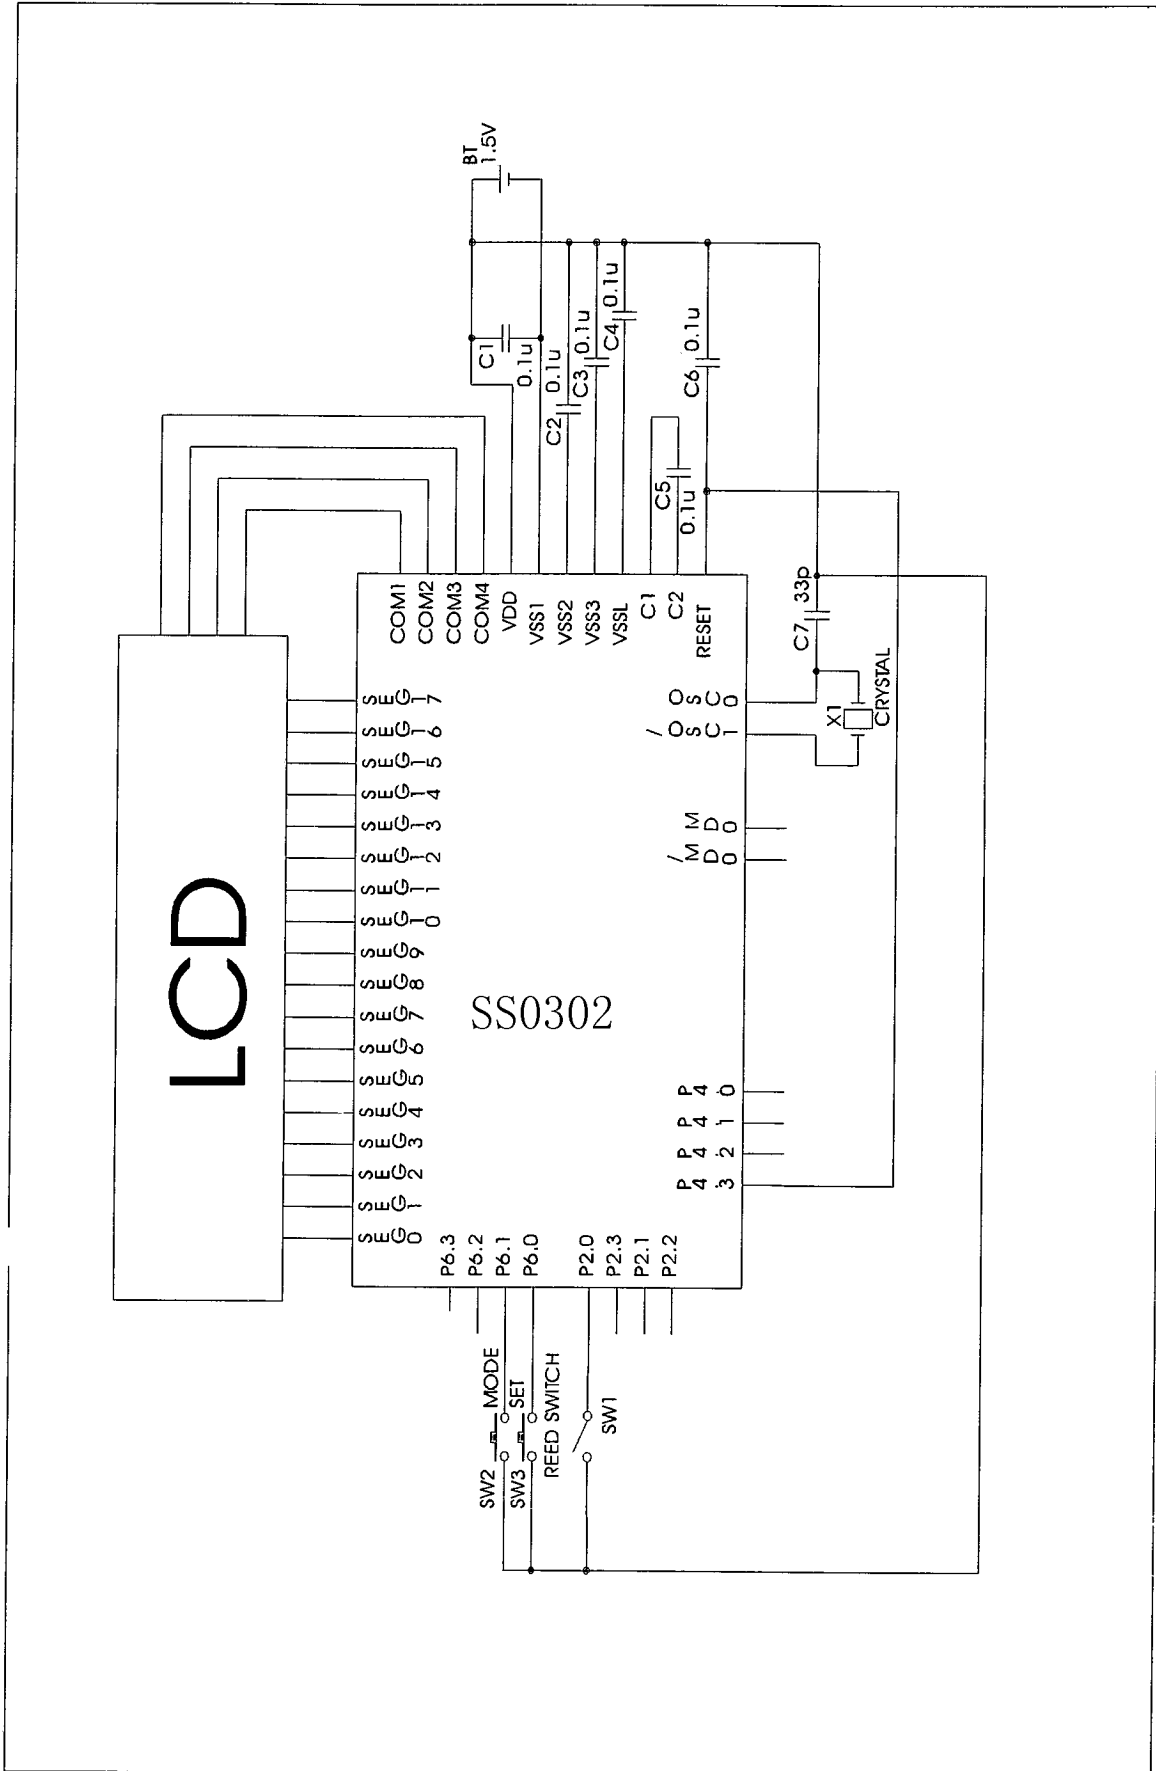 LCD
SEG17
SEG16
SEG15
SEG14
SEG13
SEG12
SEG11
SEG10
SEG9
SEG8
SEG7
SEG6
SEG5
SEG4
SEG3
SEG2
SEG1
SEG0
COM1
COM2
COM3
COM4
VDD
VSS1
VSS2
VSS3
VSSL
C1
C2
RESET
BT
1.5V
C1
0.1u
C2 0.1u
C3 0.1u
C4 0.1u
C5
0.1u
C6 0.1u
C7 33p
X1
CRYSTAL
OSC0
/OSC1
MD0
/MD0
SS0302
P40
P41
P42
P43
P6.3
P6.2
P6.1
P6.0
P2.0
P2.3
P2.1
P2.2
SW2 MODE
SW3 SET
REED SWITCH
SW1